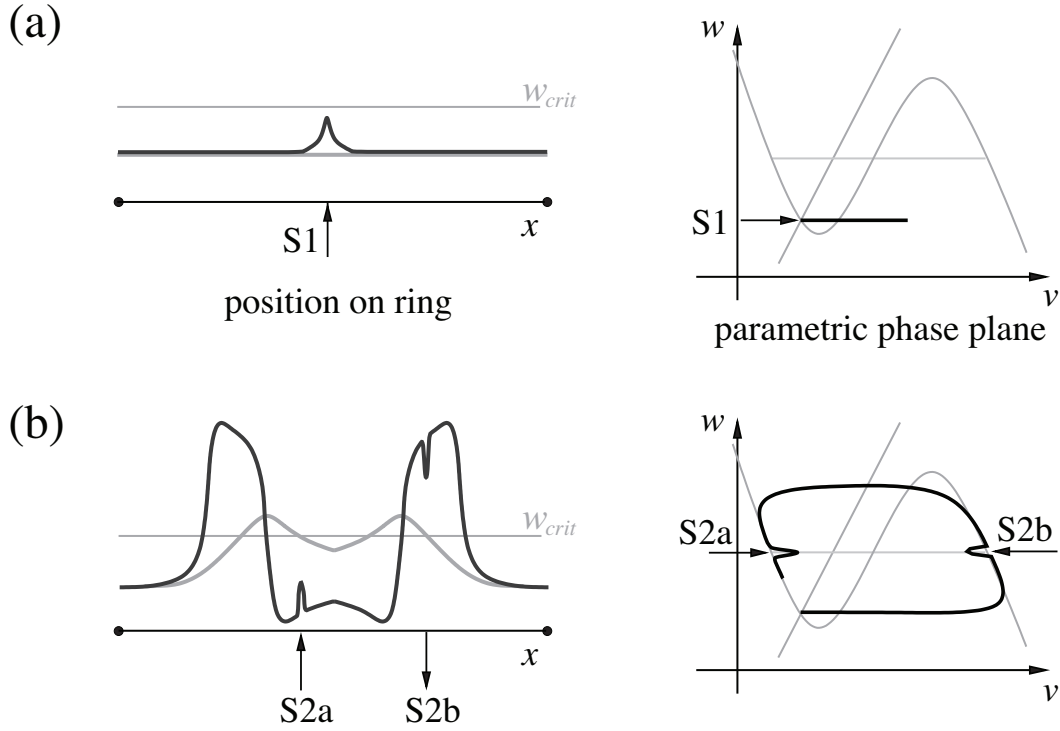 (a)
w
w_crit
x
S1
S1
position on ring
v
parametric phase plane
(b)
w
w_crit
S2a
S2b
x
S2a
S2b
v